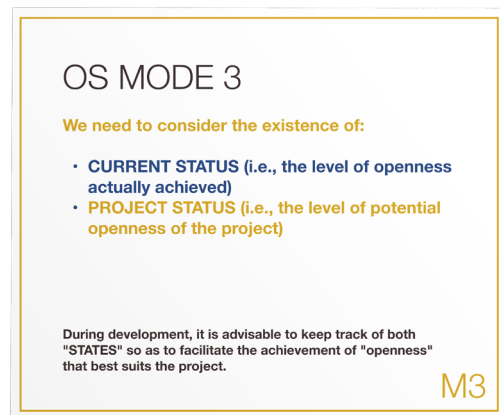 OS MODE 3
We need to consider the existence of:
• CURRENT STATUS (i.e., the level of openness
actually achieved)
• PROJECT STATUS (i.e., the level of potential
openness of the project)
During development, it is advisable to keep track of both
"STATES" so as to facilitate the achievement of "openness"
that best suits the project.
M3